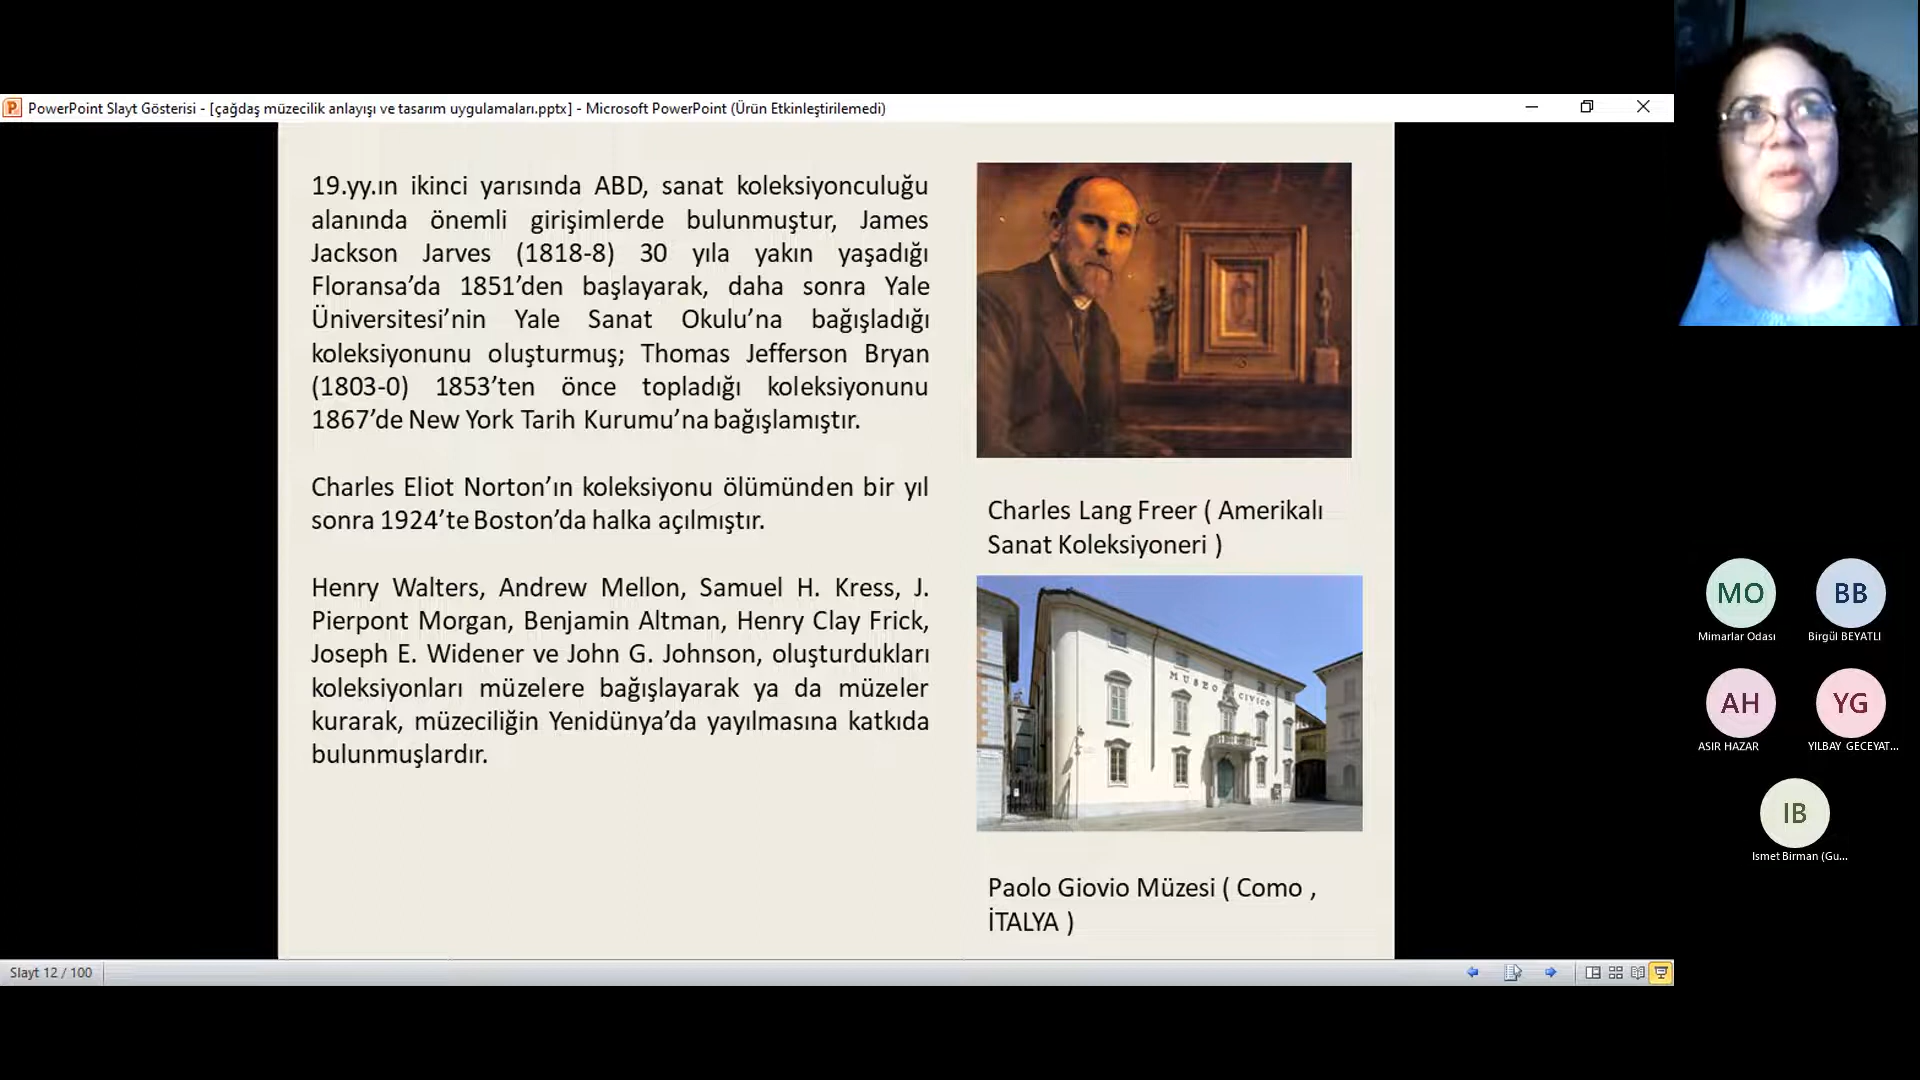 PowerPoint Slayt Gösterisi - [çağdaş müzecilik anlayışı ve tasarım uygulamaları.pptx] - Microsoft PowerPoint (Ürün Etkinleştirilemedi)
19.yy.ın ikinci yarısında ABD, sanat koleksiyonculuğu
alanında önemli girişimlerde bulunmuştur, James
Jackson Jarves (1818-8) 30 yıla yakın yaşadığı
Floransa’da 1851’den başlayarak, daha sonra Yale
Üniversitesi’nin Yale Sanat Okulu’na bağışladığı
koleksiyonunu oluşturmuş; Thomas Jefferson Bryan
(1803-0) 1853’ten önce topladığı koleksiyonunu
1867’de New York Tarih Kurumu’na bağışlamıştır.
Charles Eliot Norton’ın koleksiyonu ölümünden bir yıl
sonra 1924’te Boston’da halka açılmıştır.
Henry Walters, Andrew Mellon, Samuel H. Kress, J.
Pierpont Morgan, Benjamin Altman, Henry Clay Frick,
Joseph E. Widener ve John G. Johnson, oluşturdukları
koleksiyonları müzelere bağışlayarak ya da müzeler
kurarak, müzeciliğin Yenidünya’da yayılmasına katkıda
bulunmuşlardır.
Charles Lang Freer ( Amerikalı
Sanat Koleksiyoneri )
MUSEO CIVICO
Paolo Giovio Müzesi ( Como ,
İTALYA )
MO
Mimarlar Odası
BB
Birgül BEYATLI
AH
ASIR HAZAR
YG
YILBAY GECEYAT...
IB
Ismet Birman (Gu...
Slayt 12 / 100